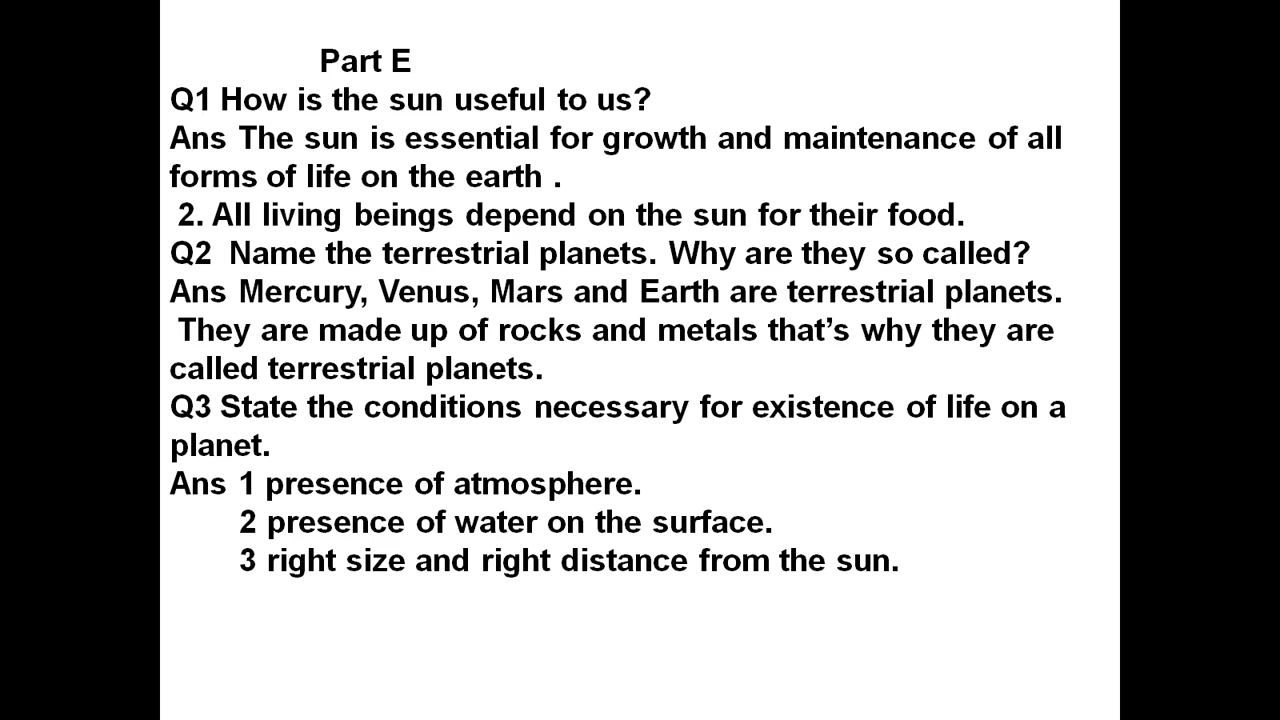 Part E
Q1 How is the sun useful to us?
Ans The sun is essential for growth and maintenance of all
forms of life on the earth .
2. All living beings depend on the sun for their food.
Q2  Name the terrestrial planets. Why are they so called?
Ans Mercury, Venus, Mars and Earth are terrestrial planets.
They are made up of rocks and metals that’s why they are
called terrestrial planets.
Q3 State the conditions necessary for existence of life on a
planet.
Ans 1 presence of atmosphere.
2 presence of water on the surface.
3 right size and right distance from the sun.